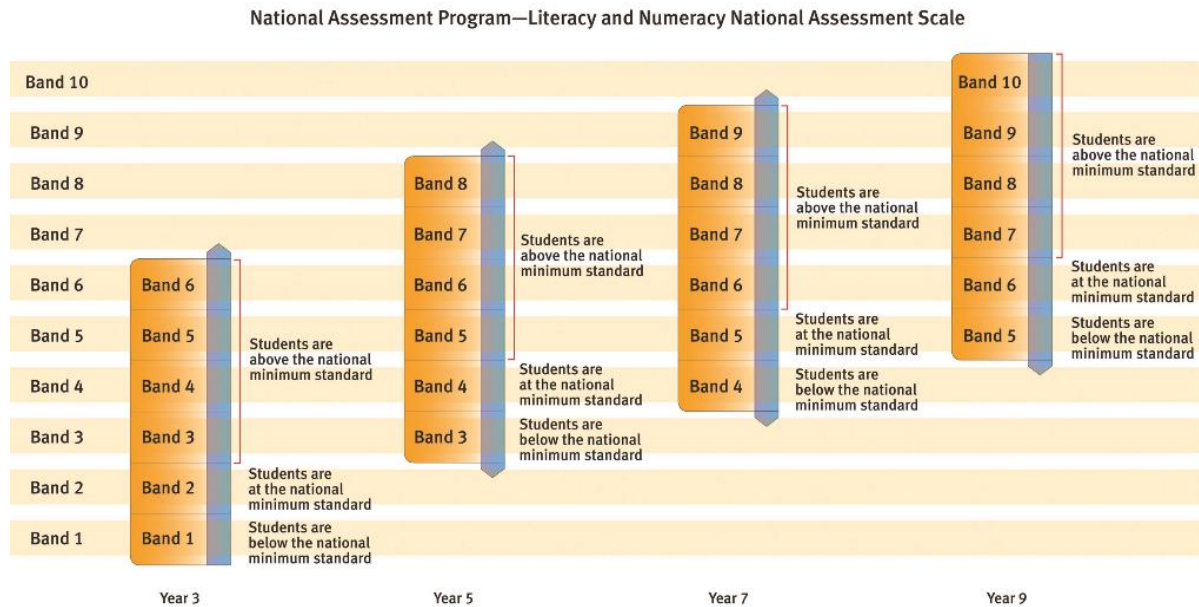 National Assessment Program—Literacy and Numeracy National Assessment Scale
Band 10
Band 9
Band 8
Band 7
Band 6
Band 5
Band 4
Band 3
Band 2
Band 1
Band 6
Band 5
Band 4
Band 3
Band 2
Band 1
Students are
above the national
minimum standard
Students are
at the national
minimum standard
Students are
below the national
minimum standard
Year 3
Band 8
Band 7
Band 6
Band 5
Band 4
Band 3
Students are
above the national
minimum standard
Students are
at the national
minimum standard
Students are
below the national
minimum standard
Year 5
Band 9
Band 8
Band 7
Band 6
Band 5
Band 4
Students are
above the national
minimum standard
Students are
at the national
minimum standard
Students are
below the national
minimum standard
Year 7
Band 10
Band 9
Band 8
Band 7
Band 6
Band 5
Students are
above the national
minimum standard
Students are
at the national
minimum standard
Students are
below the national
minimum standard
Year 9